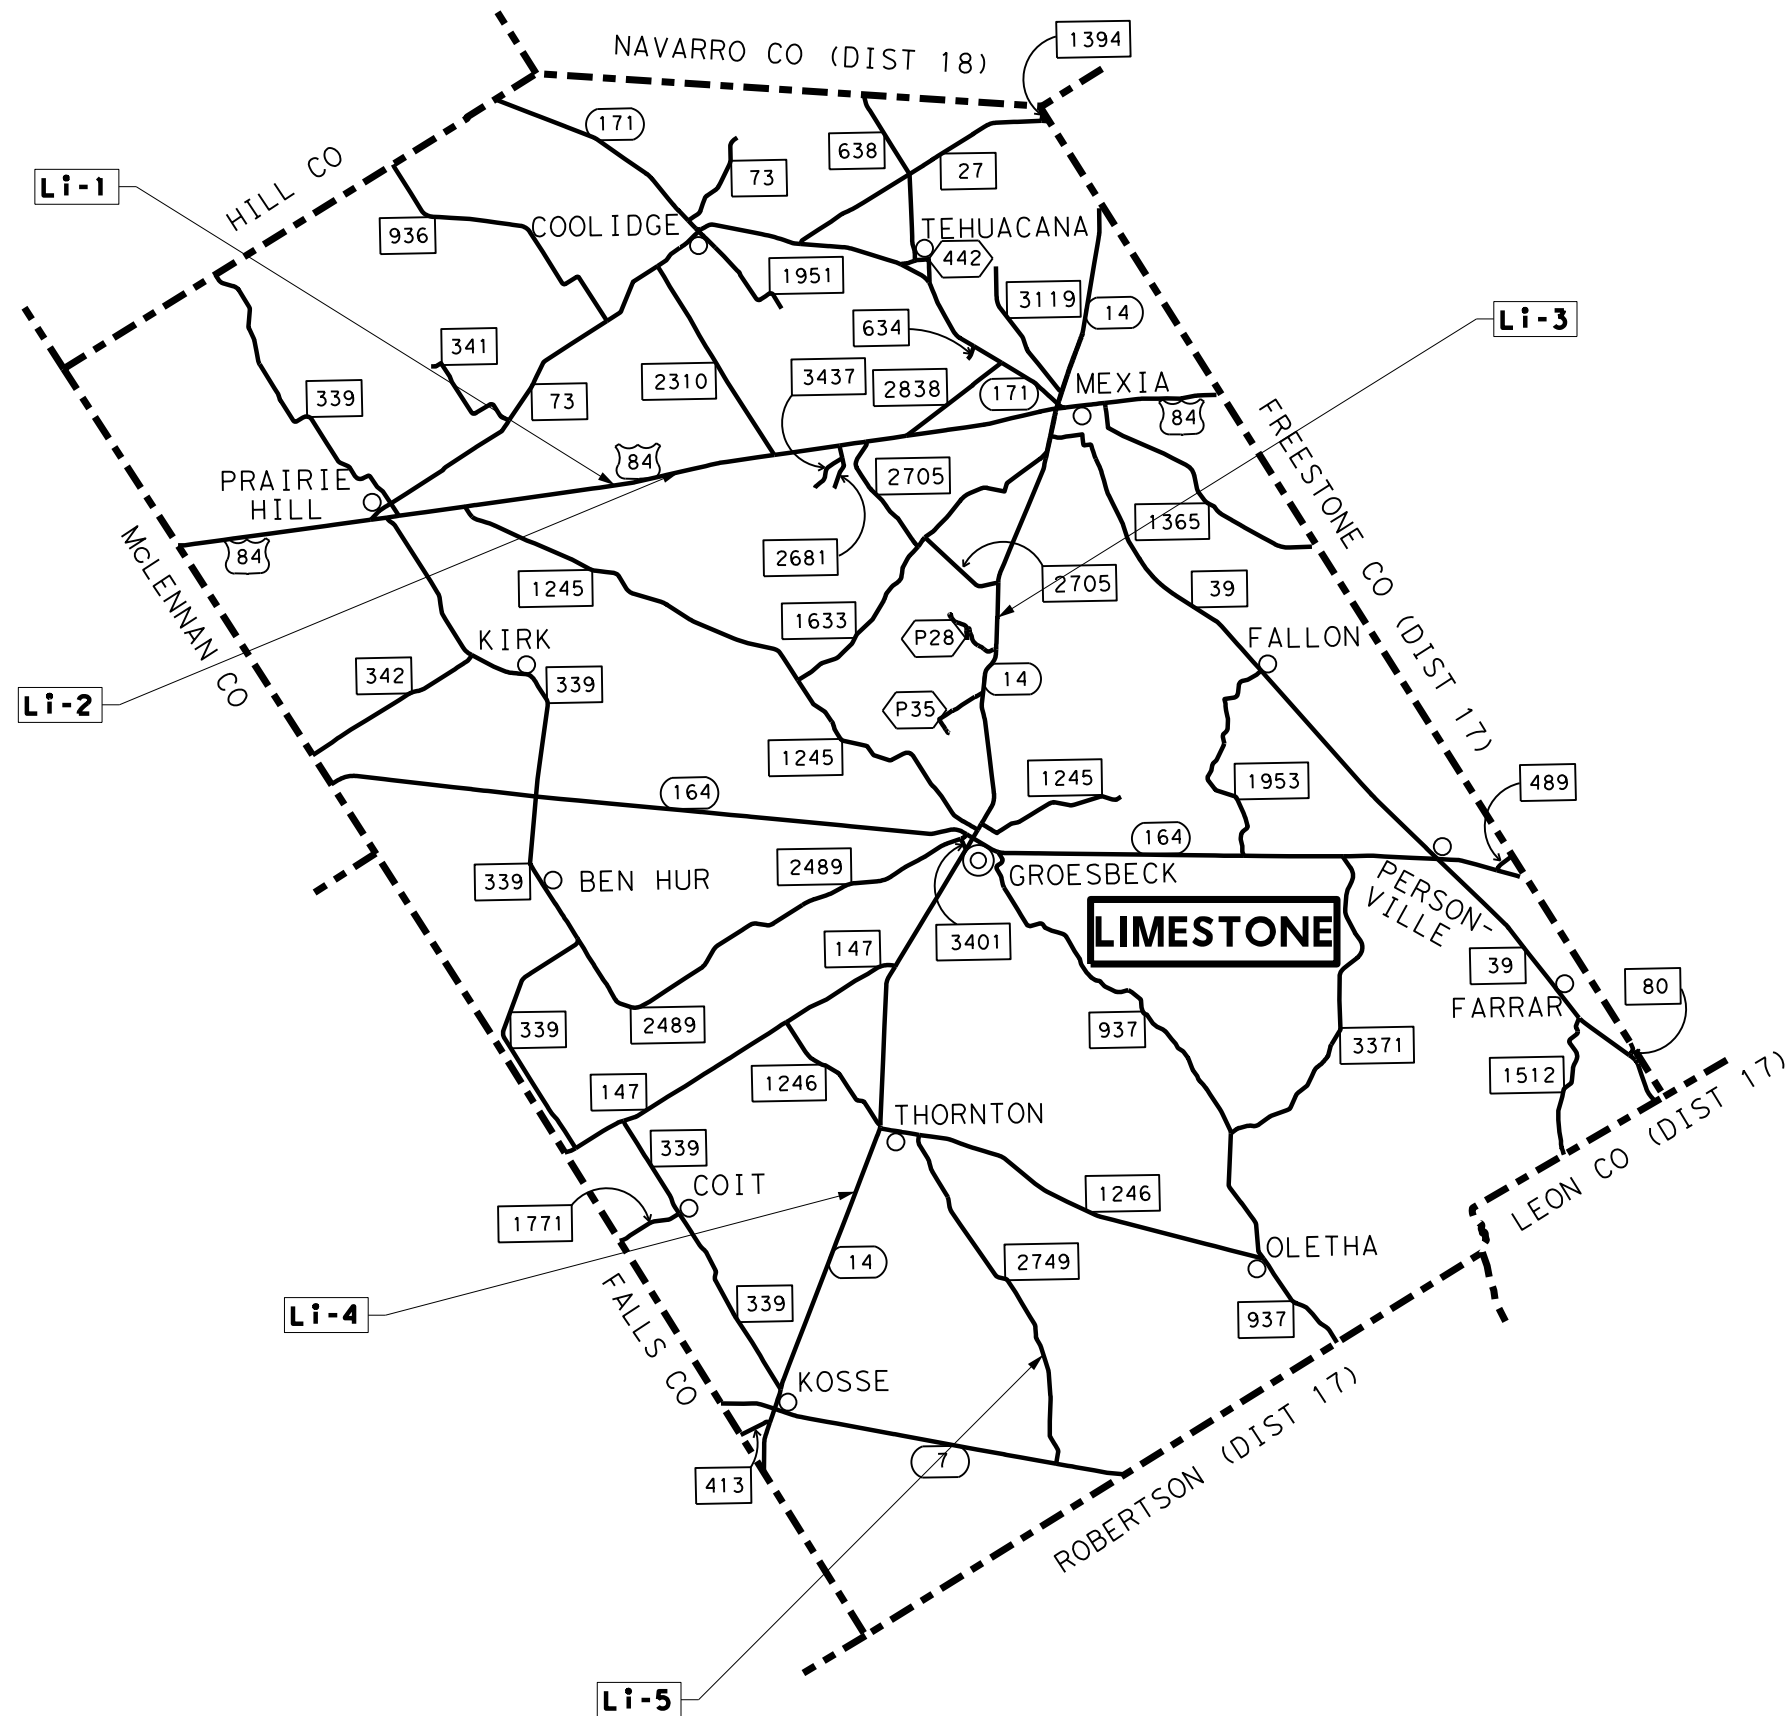 NAVARRO CO (DIST 18)
1394
171
638
HILL CO
73
27
Li-1
936
COOLIDGE
TEHUACANA
442
1951
3119
14
Li-3
634
341
3437
2310
2838
171
MEXIA
339
73
84
84
FREESTONE CO (DIST 17)
PRAIRIE
HILL
2705
1365
84
2681
McLENNAN CO
1245
2705
39
1633
P28
FALLON
KIRK
342
339
14
Li-2
P35
1245
1245
1953
489
164
164
2489
339
BEN HUR
GROESBECK
PERSON-
VILLE
LIMESTONE
147
3401
39
80
FARRAR
339
2489
937
3371
1246
1512
147
THORNTON
LEON CO (DIST 17)
339
COIT
1246
1771
OLETHA
14
2749
Li-4
339
937
FALLS CO
KOSSE
7
413
ROBERTSON (DIST 17)
Li-5